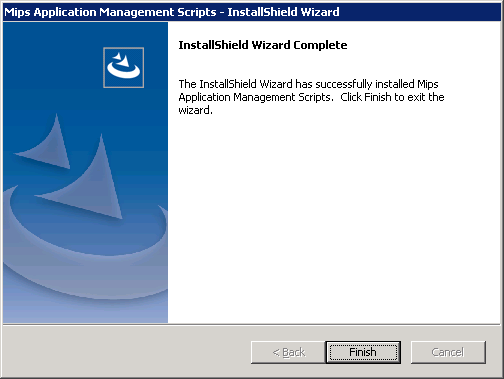 Mips Application Management Scripts - InstallShield Wizard
InstallShield Wizard Complete
The InstallShield Wizard has successfully installed Mips
Application Management Scripts.  Click Finish to exit the
wizard.
< Back
Finish
Cancel